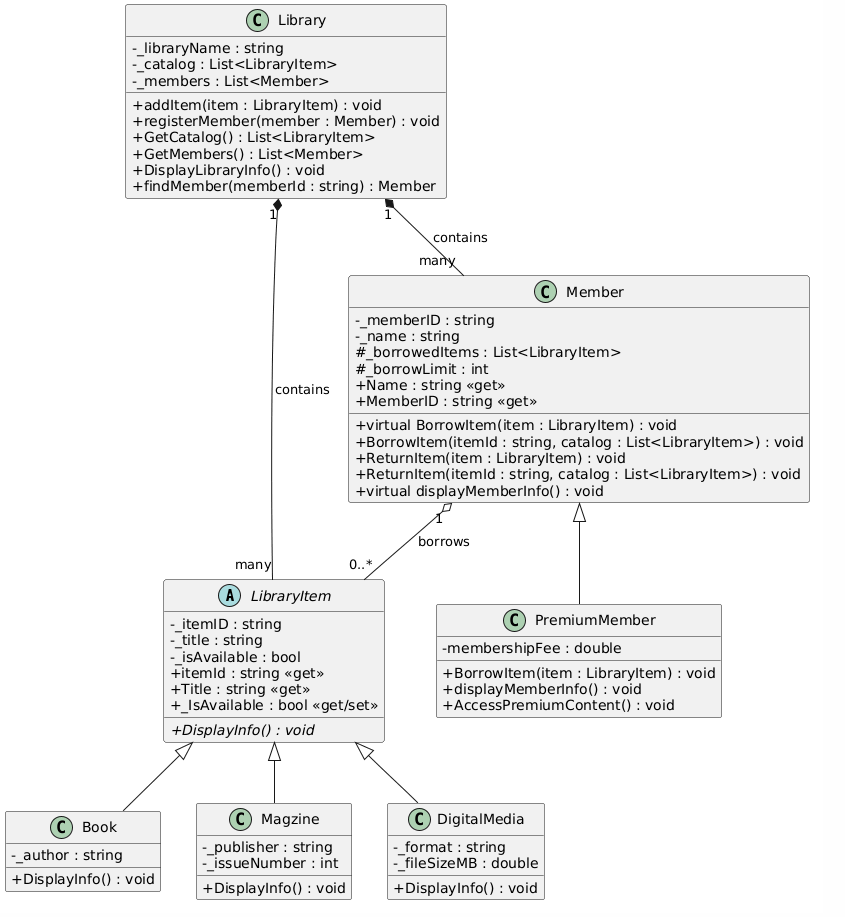 C Library
-_libraryName : string
-_catalog : List<LibraryItem>
-_members : List<Member>
+addItem(item : LibraryItem) : void
+registerMember(member : Member) : void
+GetCatalog() : List<LibraryItem>
+GetMembers() : List<Member>
+DisplayLibraryInfo() : void
+findMember(memberId : string) : Member
1
1
contains
many
C Member
-_memberID : string
-_name : string
#_borrowedItems : List<LibraryItem>
#_borrowLimit : int
+Name : string «get»
+MemberID : string «get»
+virtual BorrowItem(item : LibraryItem) : void
+BorrowItem(itemId : string, catalog : List<LibraryItem>) : void
+ReturnItem(item : LibraryItem) : void
+ReturnItem(itemId : string, catalog : List<LibraryItem>) : void
+virtual displayMemberInfo() : void
contains
1
borrows
many
0..*
A LibraryItem
-_itemID : string
-_title : string
-_isAvailable : bool
+itemId : string «get»
+Title : string «get»
+_IsAvailable : bool «get/set»
+DisplayInfo() : void
C PremiumMember
-membershipFee : double
+BorrowItem(item : LibraryItem) : void
+displayMemberInfo() : void
+AccessPremiumContent() : void
C Book
-_author : string
+DisplayInfo() : void
C Magzine
-_publisher : string
-_issueNumber : int
+DisplayInfo() : void
C DigitalMedia
-_format : string
-_fileSizeMB : double
+DisplayInfo() : void